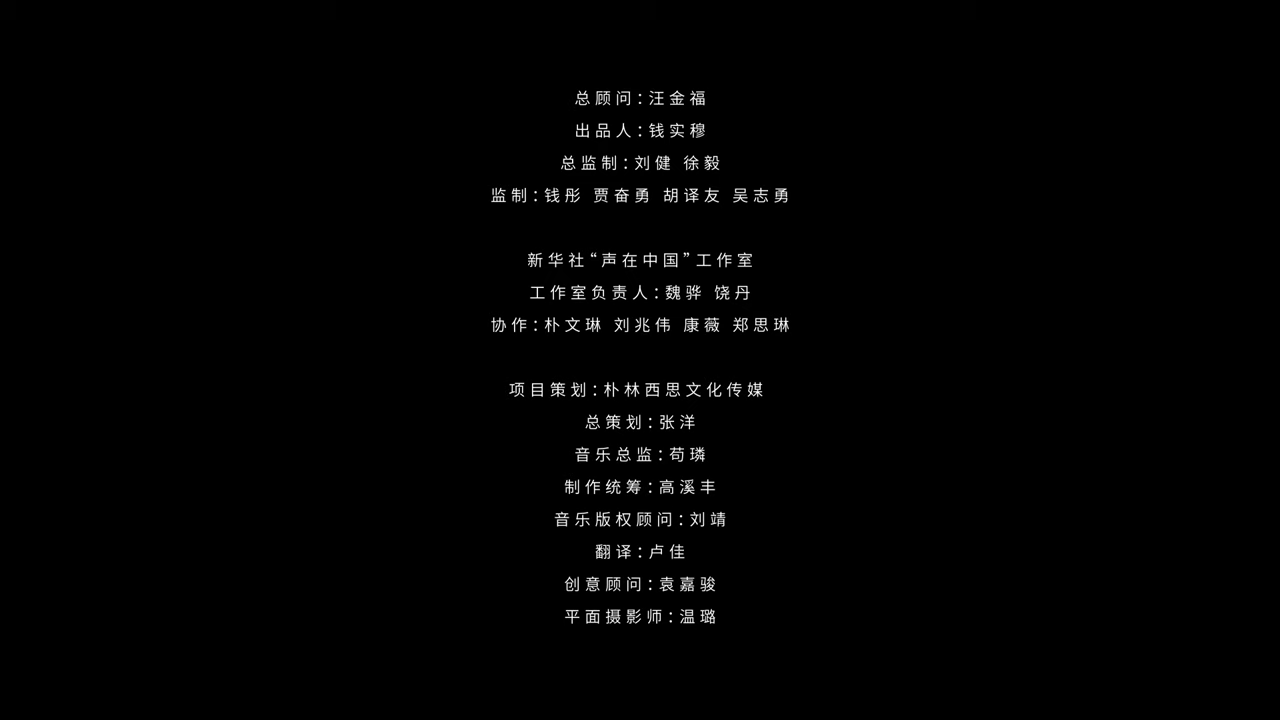 总顾问：汪金福
出品人：钱实穆
总监制：刘健 徐毅
监制：钱彤 贾奋勇 胡译友 吴志勇
新华社“声在中国”工作室
工作室负责人：魏骅 饶丹
协作：朴文琳 刘兆伟 康薇 郑思琳
项目策划：朴林西思文化传媒
总策划：张洋
音乐总监：苟璘
制作统筹：高溪丰
音乐版权顾问：刘靖
翻译：卢佳
创意顾问：袁嘉骏
平面摄影师：温璐